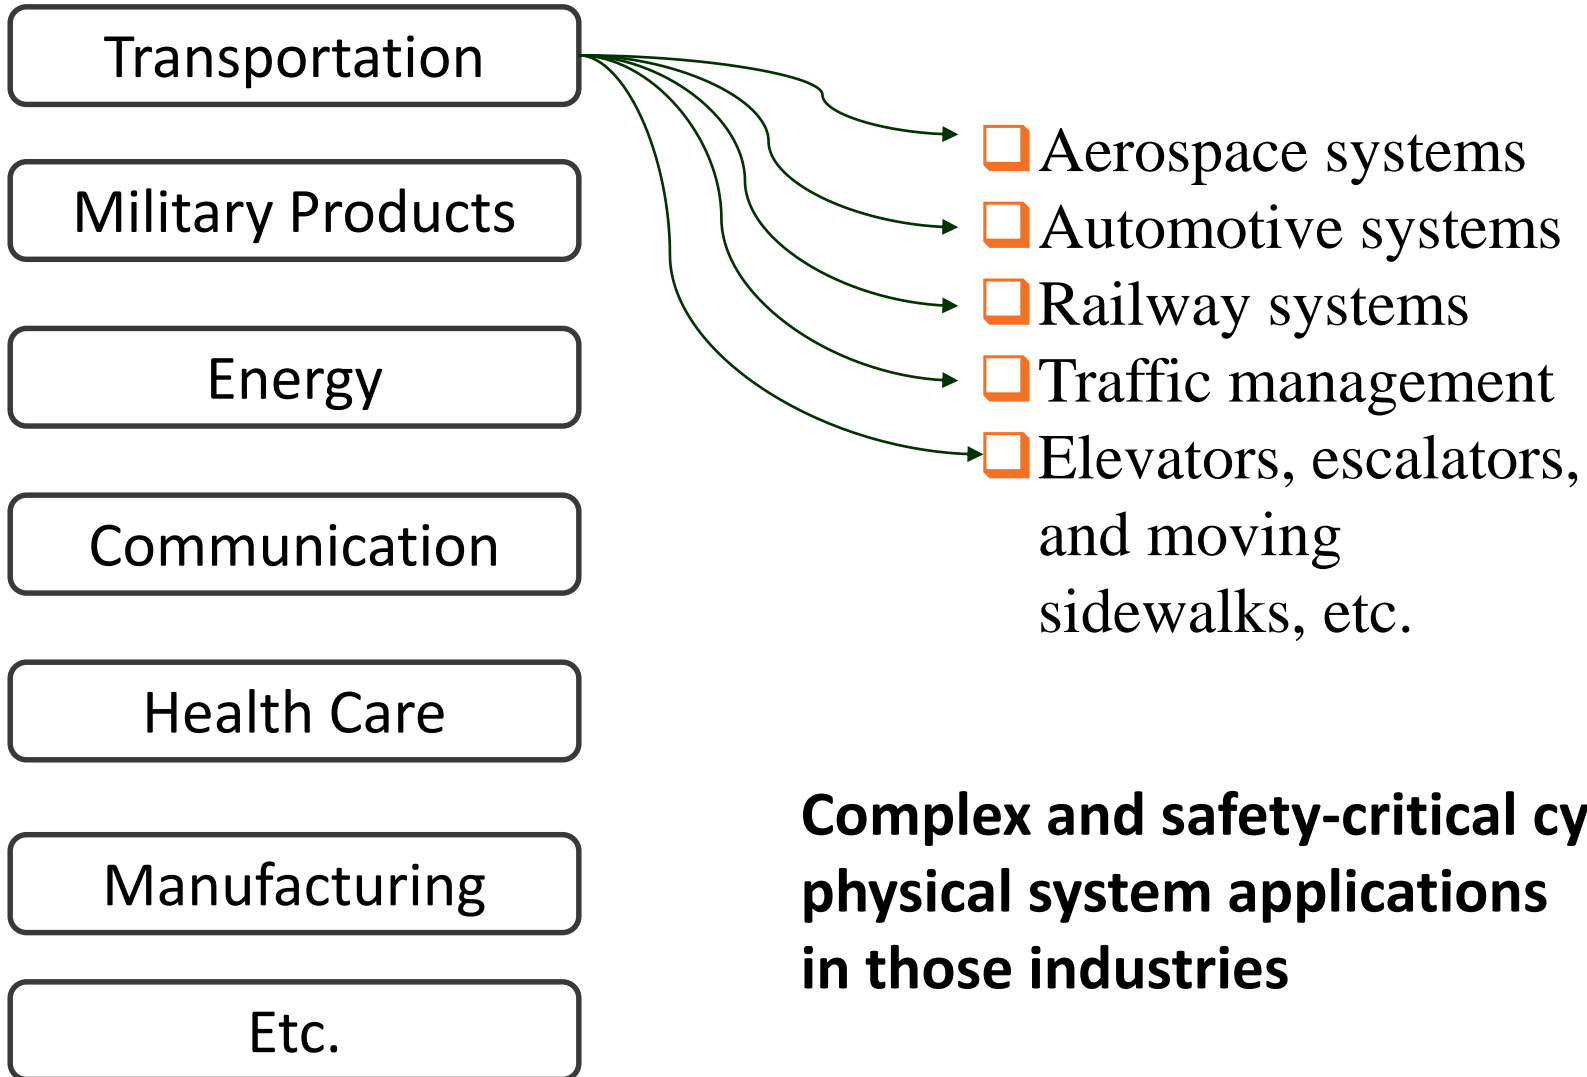 Transportation
Military Products
Energy
Communication
Health Care
Manufacturing
Etc.
Aerospace systems
Automotive systems
Railway systems
Traffic management
Elevators, escalators,
and moving
sidewalks, etc.
Complex and safety-critical cy
physical system applications
in those industries